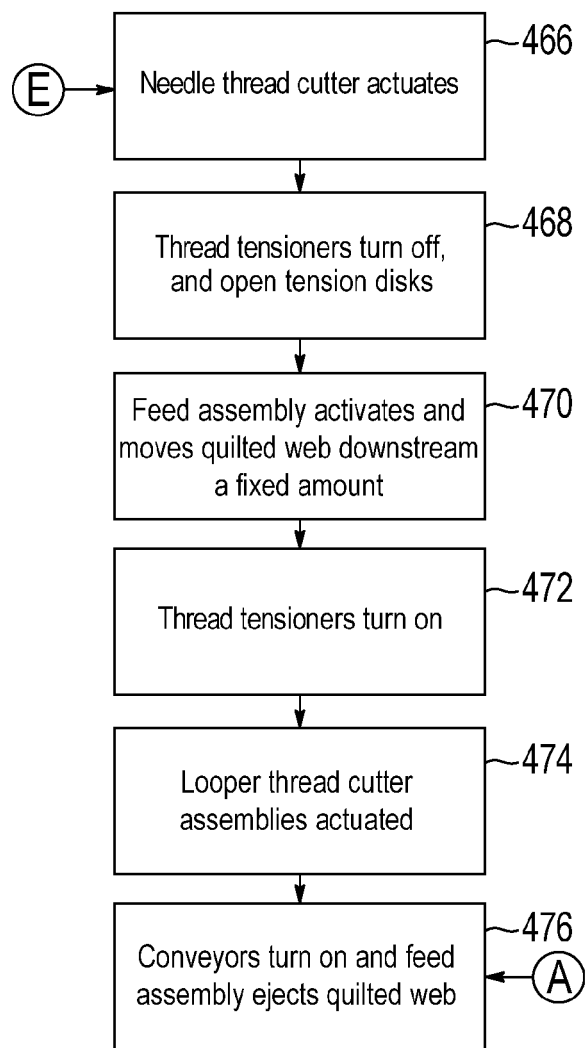 466
E
Needle thread cutter actuates
468
Thread tensioners turn off,
and open tension disks
470
Feed assembly activates and
moves quilted web downstream
a fixed amount
472
Thread tensioners turn on
474
Looper thread cutter
assemblies actuated
476
Conveyors turn on and feed
assembly ejects quilted web
A